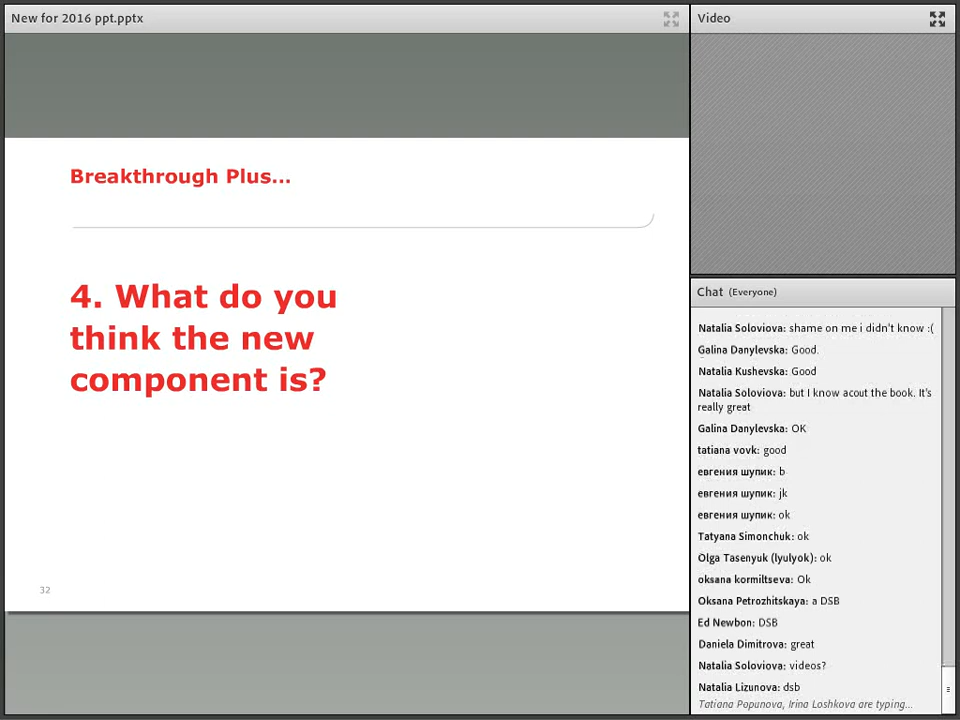 New for 2016 ppt.pptx
Breakthrough Plus...
4. What do you
think the new
component is?
32
Video
Chat (Everyone)
Natalia Soloviova: shame on me i didn't know :(
Galina Danylevska: Good.
Natalia Kushevska: Good
Natalia Soloviova: but I know acout the book. It's
really great
Galina Danylevska: OK
tatiana vovk: good
евгения шупик: b
евгения шупик: jk
евгения шупик: ok
Tatyana Simonchuk: ok
Olga Tasenyuk (lyulyok): ok
oksana kormiltseva: Ok
Oksana Petrozhitskaya: a DSB
Ed Newbon: DSB
Daniela Dimitrova: great
Natalia Soloviova: videos?
Natalia Lizunova: dsb
Tatiana Popunova, Irina Loshkova are typing...